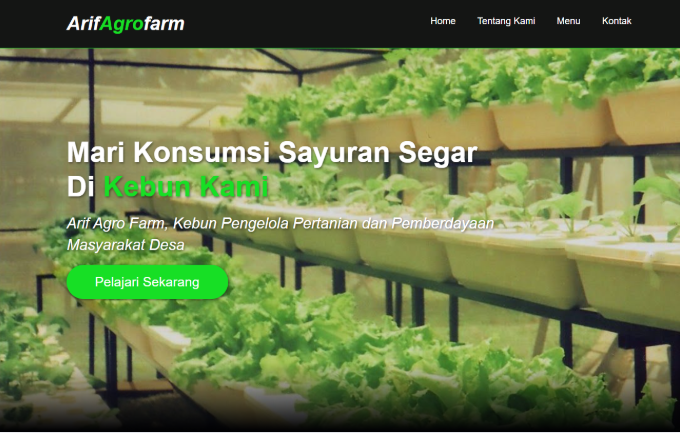 ArifAgrofarm
Home Tentang Kami Menu Kontak
Mari Konsumsi Sayuran Segar
Di Kebun Kami
Arif Agro Farm, Kebun Pengelola Pertanian dan Pemberdayaan
Masyarakat Desa
Pelajari Sekarang